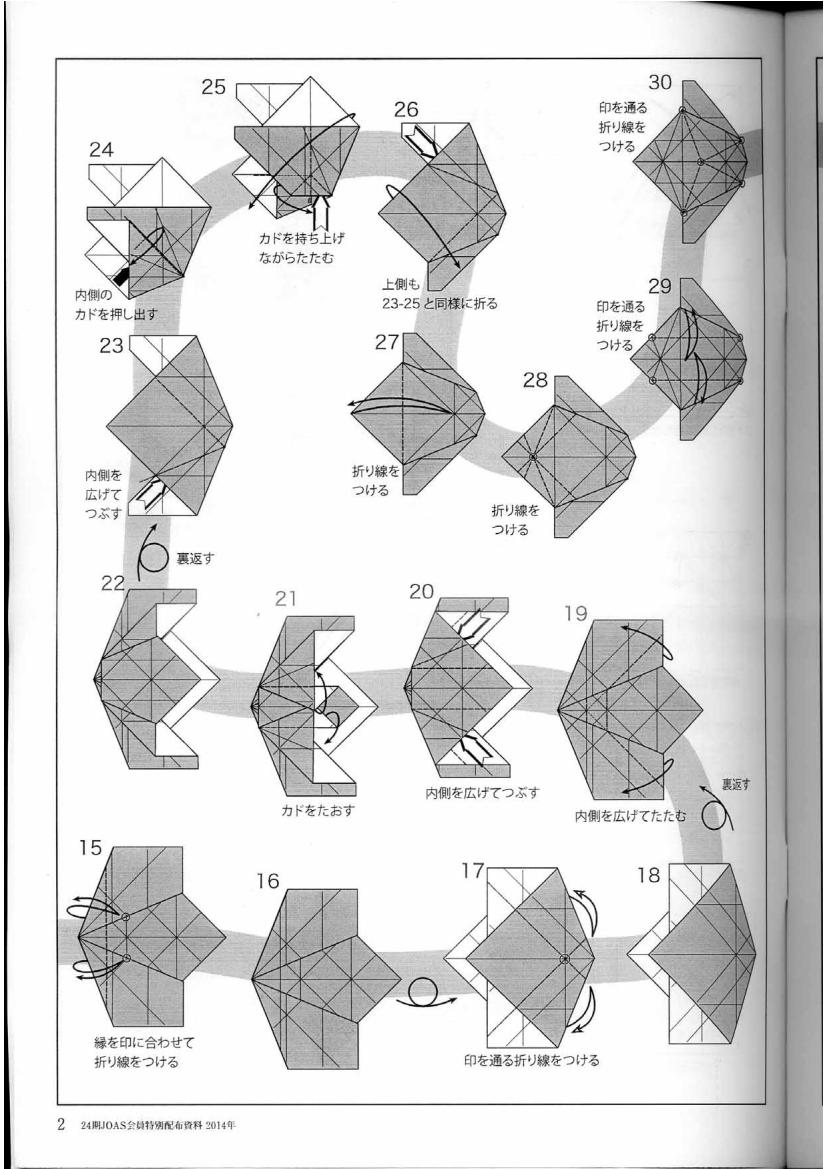 15
縁を印に合わせて
折り線をつける
16
17
印を通る折り線をつける
18
裏返す
19
内側を広げてたたむ
20
内側を広げてつぶす
21
カドをたおす
22
裏返す
23
内側を
広げて
つぶす
24
内側の
カドを押し出す
25
カドを持ち上げ
ながらたたむ
26
上側も
23-25 と同様に折る
27
折り線を
つける
28
折り線を
つける
29
印を通る
折り線を
つける
30
印を通る
折り線を
つける
2 24期JOAS会員特別配布資料 2014年